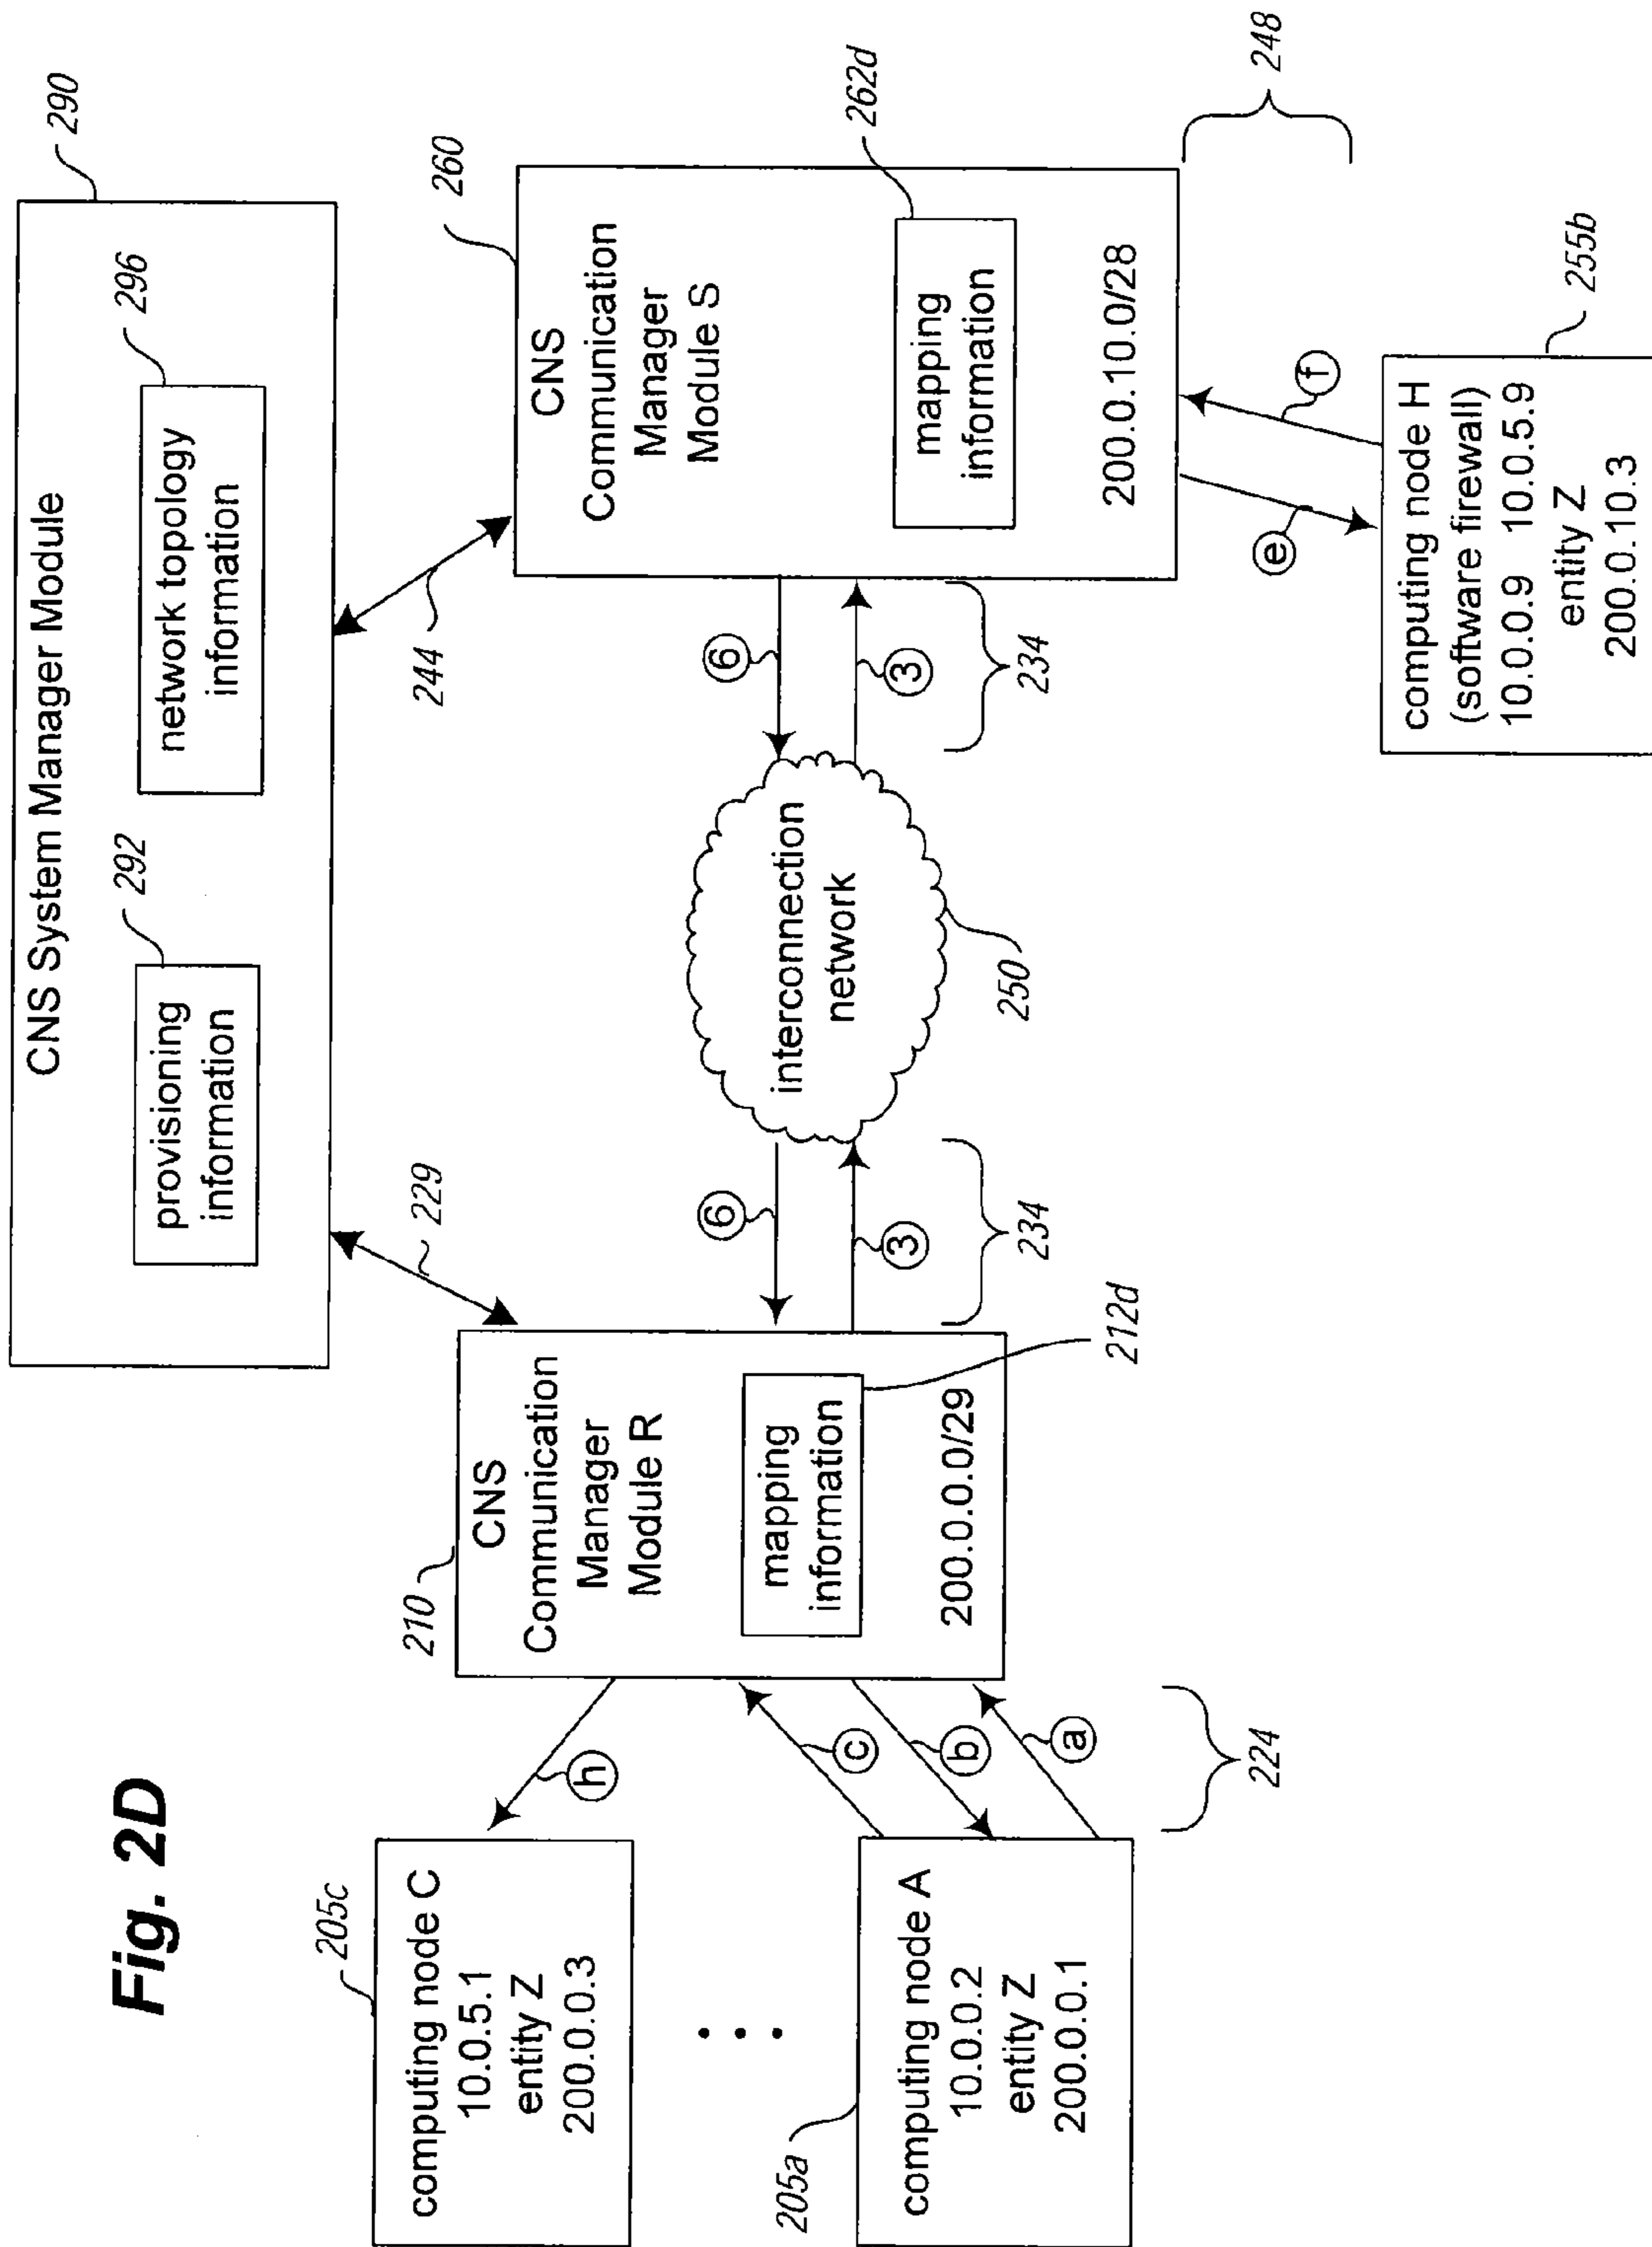 Fig. 2D
CNS System Manager Module
290
292
provisioning
information
296
network topology
information
229
244
210
CNS
Communication
Manager
Module R
mapping
information
212d
200.0.0.0/29
260
CNS
Communication
Manager
Module S
mapping
information
262d
200.0.10.0/28
6
3
234
interconnection
network
250
6
3
234
205c
computing node C
10.0.5.1
entity Z
200.0.0.3
h
c
b
a
224
205a
computing node A
10.0.0.2
entity Z
200.0.0.1
e
f
248
255b
computing node H
(software firewall)
10.0.0.9 10.0.5.9
entity Z
200.0.10.3